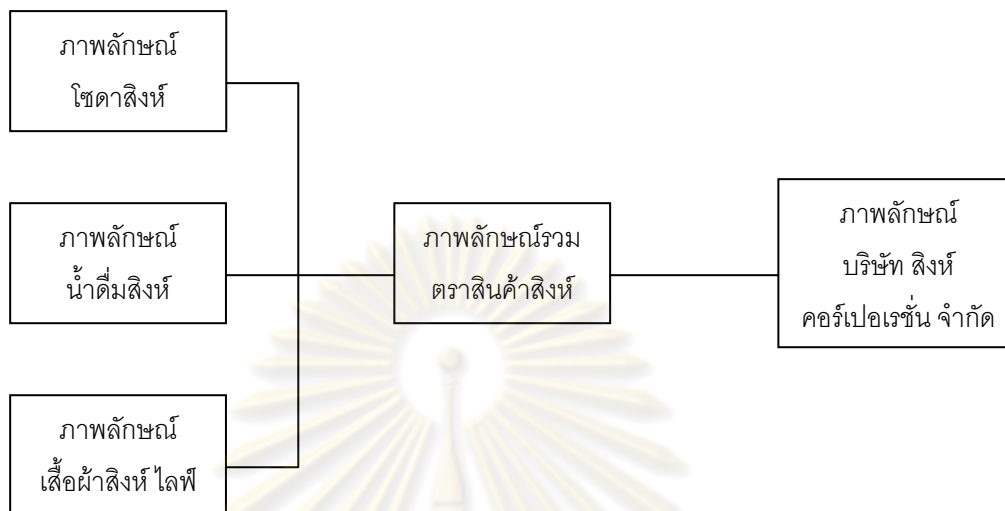 ภาพลักษณ์
โซดาสิงห์
ภาพลักษณ์
น้ำดื่มสิงห์
ภาพลักษณ์
เสื้อผ้าสิงห์ ไลฟ์
ภาพลักษณ์รวม
ตราสินค้าสิงห์
ภาพลักษณ์
บริษัท สิงห์
คอร์เปอเรชั่น จำกัด